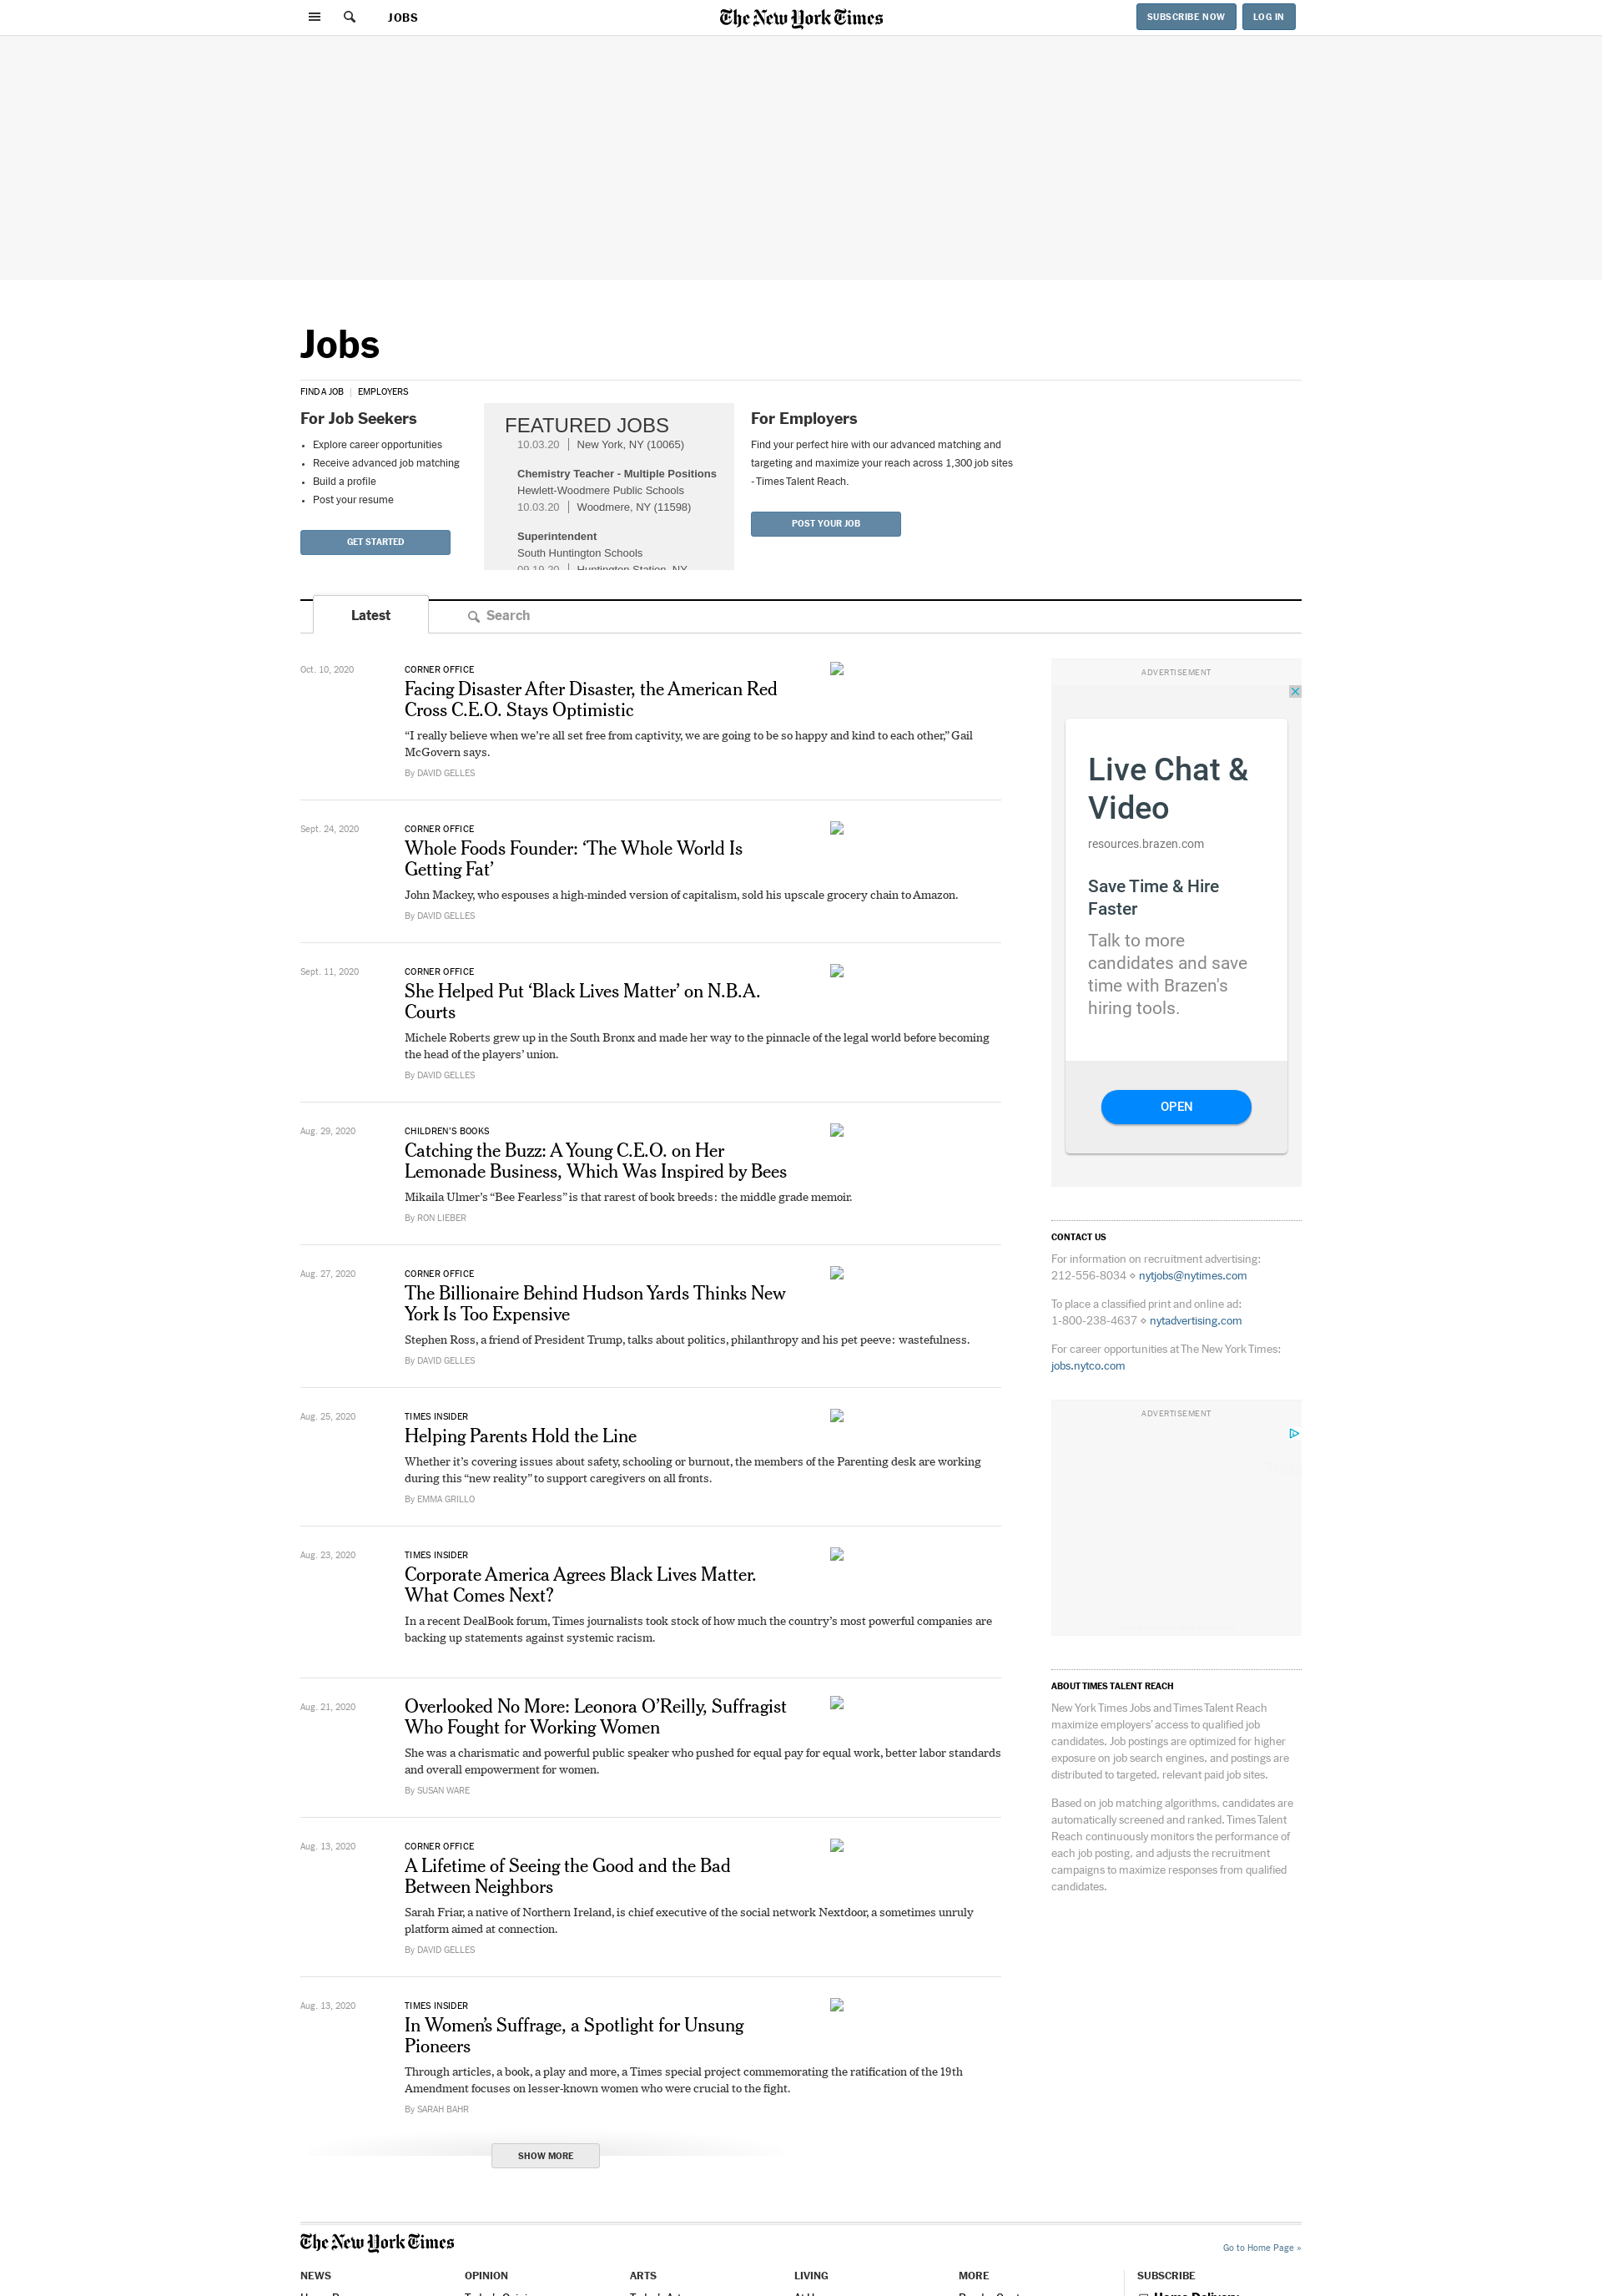 JOBS
The New York Times
SUBSCRIBE NOW
LOG IN
Jobs
FIND A JOB | EMPLOYERS
For Job Seekers
• Explore career opportunities
• Receive advanced job matching
• Build a profile
• Post your resume
GET STARTED
FEATURED JOBS
10.03.20 | New York, NY (10065)
Chemistry Teacher - Multiple Positions
Hewlett-Woodmere Public Schools
10.03.20 | Woodmere, NY (11598)
Superintendent
South Huntington Schools
09.19.20 | Huntington Station, NY
For Employers
Find your perfect hire with our advanced matching and
targeting and maximize your reach across 1,300 job sites
- Times Talent Reach.
POST YOUR JOB
Latest
Search
Oct. 10, 2020
CORNER OFFICE
Facing Disaster After Disaster, the American Red
Cross C.E.O. Stays Optimistic
“I really believe when we’re all set free from captivity, we are going to be so happy and kind to each other,” Gail
McGovern says.
By DAVID GELLES
Sept. 24, 2020
CORNER OFFICE
Whole Foods Founder: ‘The Whole World Is
Getting Fat’
John Mackey, who espouses a high-minded version of capitalism, sold his upscale grocery chain to Amazon.
By DAVID GELLES
Sept. 11, 2020
CORNER OFFICE
She Helped Put ‘Black Lives Matter’ on N.B.A.
Courts
Michele Roberts grew up in the South Bronx and made her way to the pinnacle of the legal world before becoming
the head of the players’ union.
By DAVID GELLES
Aug. 29, 2020
CHILDREN’S BOOKS
Catching the Buzz: A Young C.E.O. on Her
Lemonade Business, Which Was Inspired by Bees
Mikaila Ulmer’s “Bee Fearless” is that rarest of book breeds: the middle grade memoir.
By RON LIEBER
Aug. 27, 2020
CORNER OFFICE
The Billionaire Behind Hudson Yards Thinks New
York Is Too Expensive
Stephen Ross, a friend of President Trump, talks about politics, philanthropy and his pet peeve: wastefulness.
By DAVID GELLES
Aug. 25, 2020
TIMES INSIDER
Helping Parents Hold the Line
Whether it’s covering issues about safety, schooling or burnout, the members of the Parenting desk are working
during this “new reality” to support caregivers on all fronts.
By EMMA GRILLO
Aug. 23, 2020
TIMES INSIDER
Corporate America Agrees Black Lives Matter.
What Comes Next?
In a recent DealBook forum, Times journalists took stock of how much the country’s most powerful companies are
backing up statements against systemic racism.
Aug. 21, 2020
Overlooked No More: Leonora O’Reilly, Suffragist
Who Fought for Working Women
She was a charismatic and powerful public speaker who pushed for equal pay for equal work, better labor standards
and overall empowerment for women.
By SUSAN WARE
Aug. 13, 2020
CORNER OFFICE
A Lifetime of Seeing the Good and the Bad
Between Neighbors
Sarah Friar, a native of Northern Ireland, is chief executive of the social network Nextdoor, a sometimes unruly
platform aimed at connection.
By DAVID GELLES
Aug. 13, 2020
TIMES INSIDER
In Women’s Suffrage, a Spotlight for Unsung
Pioneers
Through articles, a book, a play and more, a Times special project commemorating the ratification of the 19th
Amendment focuses on lesser-known women who were crucial to the fight.
By SARAH BAHR
SHOW MORE
ADVERTISEMENT
Live Chat &
Video
resources.brazen.com
Save Time & Hire
Faster
Talk to more
candidates and save
time with Brazen's
hiring tools.
OPEN
CONTACT US
For information on recruitment advertising:
212-556-8034 ⋄ nytjobs@nytimes.com
To place a classified print and online ad:
1-800-238-4637 ⋄ nytadvertising.com
For career opportunities at The New York Times:
jobs.nytco.com
ADVERTISEMENT
ABOUT TIMES TALENT REACH
New York Times Jobs and Times Talent Reach
maximize employers’ access to qualified job
candidates. Job postings are optimized for higher
exposure on job search engines, and postings are
distributed to targeted, relevant paid job sites.
Based on job matching algorithms, candidates are
automatically screened and ranked. Times Talent
Reach continuously monitors the performance of
each job posting, and adjusts the recruitment
campaigns to maximize responses from qualified
candidates.
The New York Times
Go to Home Page »
NEWS
OPINION
ARTS
LIVING
MORE
SUBSCRIBE